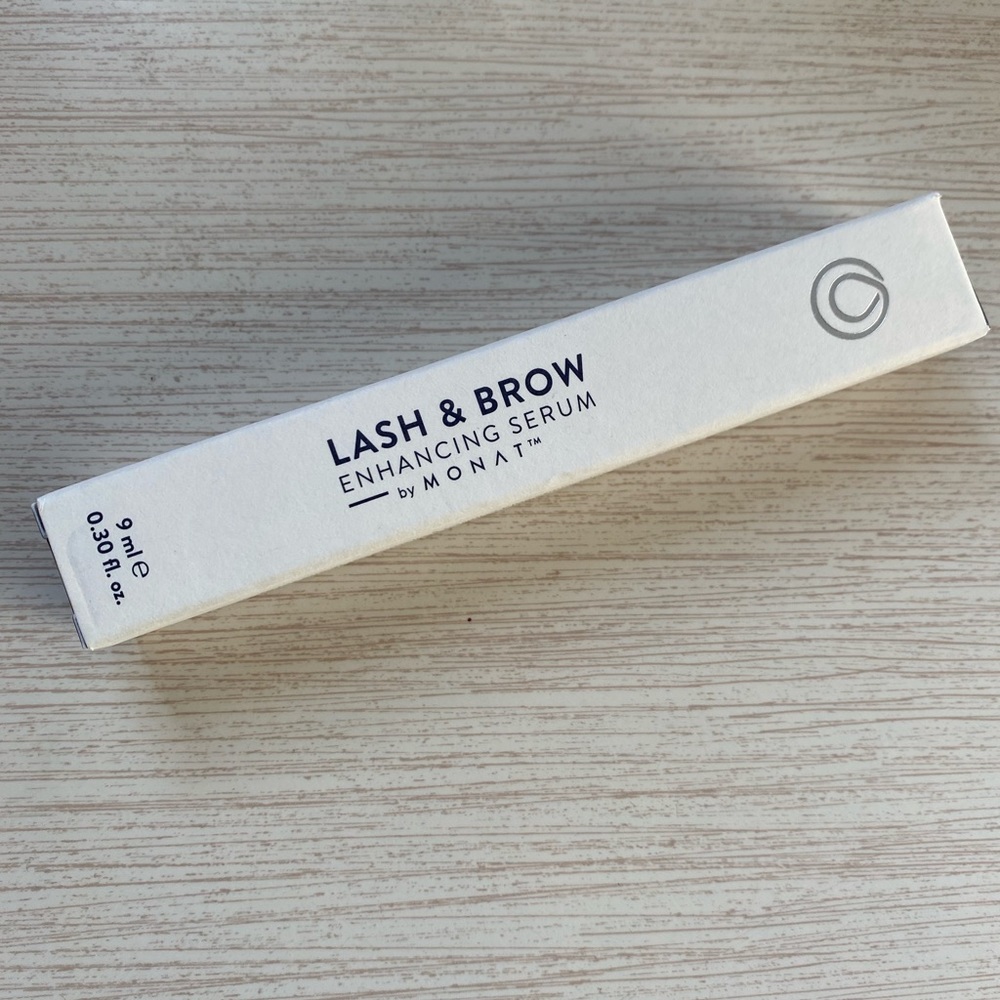 LASH & BROW
ENHANCING SERUM
by MONAT™
9 ml ℮
0.30 fl. oz.